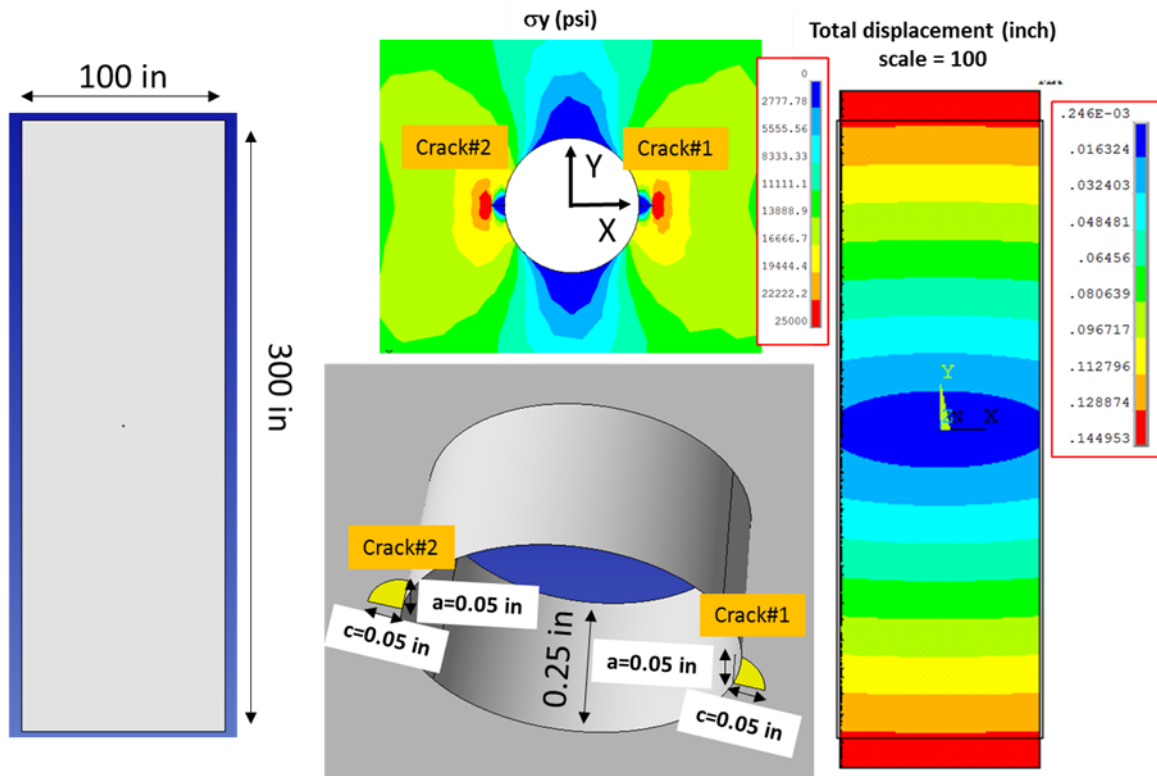 100 in
300 in
σy (psi)
Crack#2
Crack#1
Y
X
0
2777.78
5555.56
8333.33
11111.1
13888.9
16666.7
19444.4
22222.2
25000
Crack#2
a=0.05 in
c=0.05 in
0.25 in
Crack#1
a=0.05 in
c=0.05 in
Total displacement (inch)
scale = 100
Y
X
.246E-03
.016324
.032403
.048481
.06456
.080639
.096717
.112796
.128874
.144953